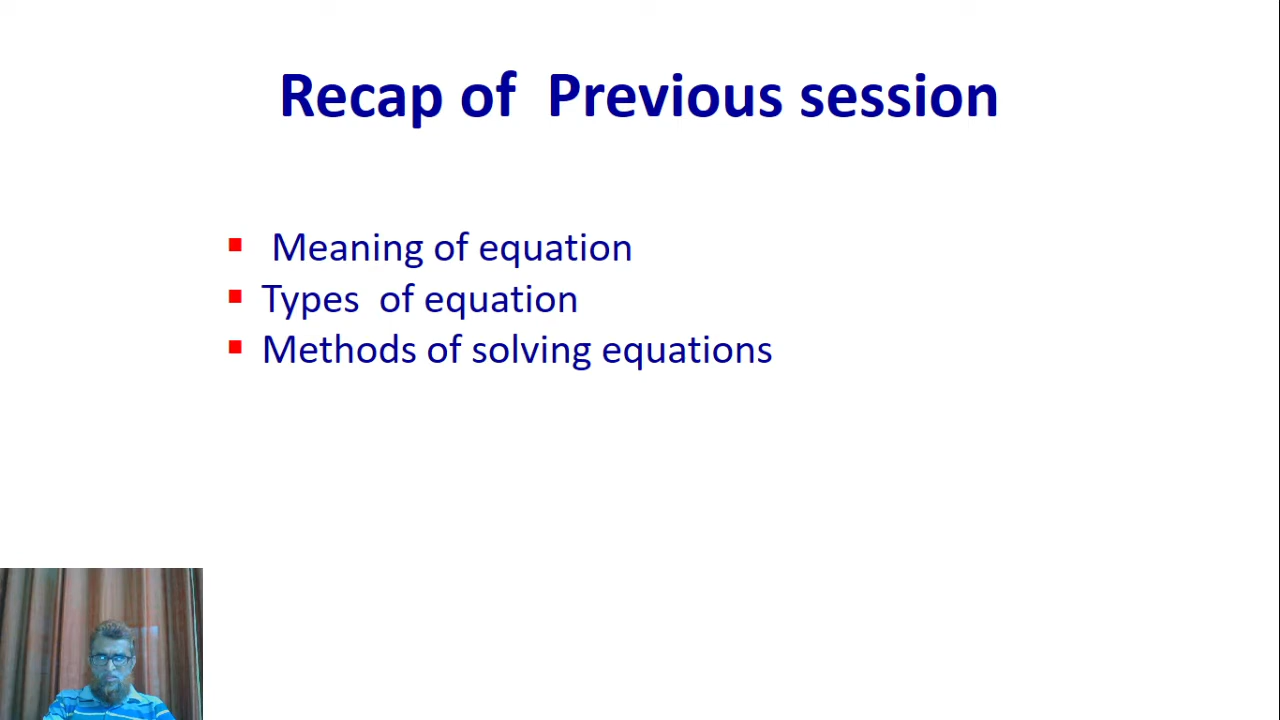 Recap of Previous session
Meaning of equation
Types of equation
Methods of solving equations